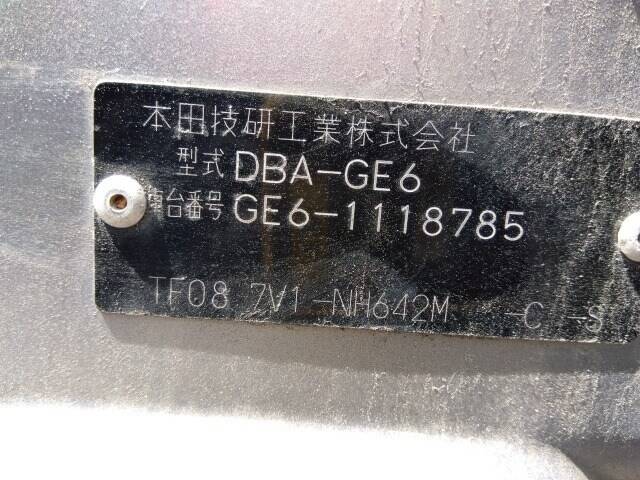 本田技研工業株式会社
型式 DBA-GE6
車台番号 GE6-1118785
TF08 7V1 -NH642M -C -S